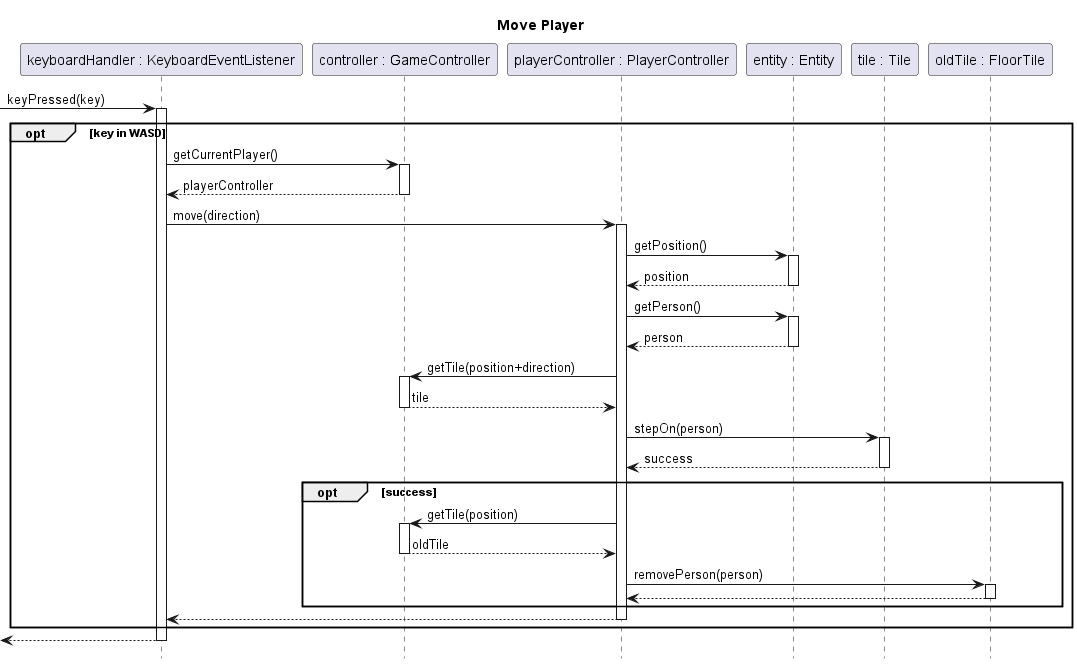 Move Player
keyboardHandler : KeyboardEventListener
controller : GameController
playerController : PlayerController
entity : Entity
tile : Tile
oldTile : FloorTile
keyPressed(key)
opt
[key in WASD]
getCurrentPlayer()
playerController
move(direction)
getPosition()
position
getPerson()
person
getTile(position+direction)
tile
stepOn(person)
success
opt
[success]
getTile(position)
oldTile
removePerson(person)